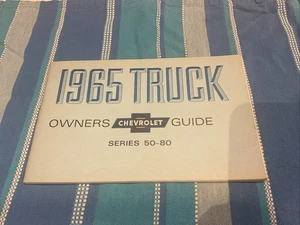 1965 TRUCK
OWNERS CHEVROLET GUIDE
SERIES 50-80